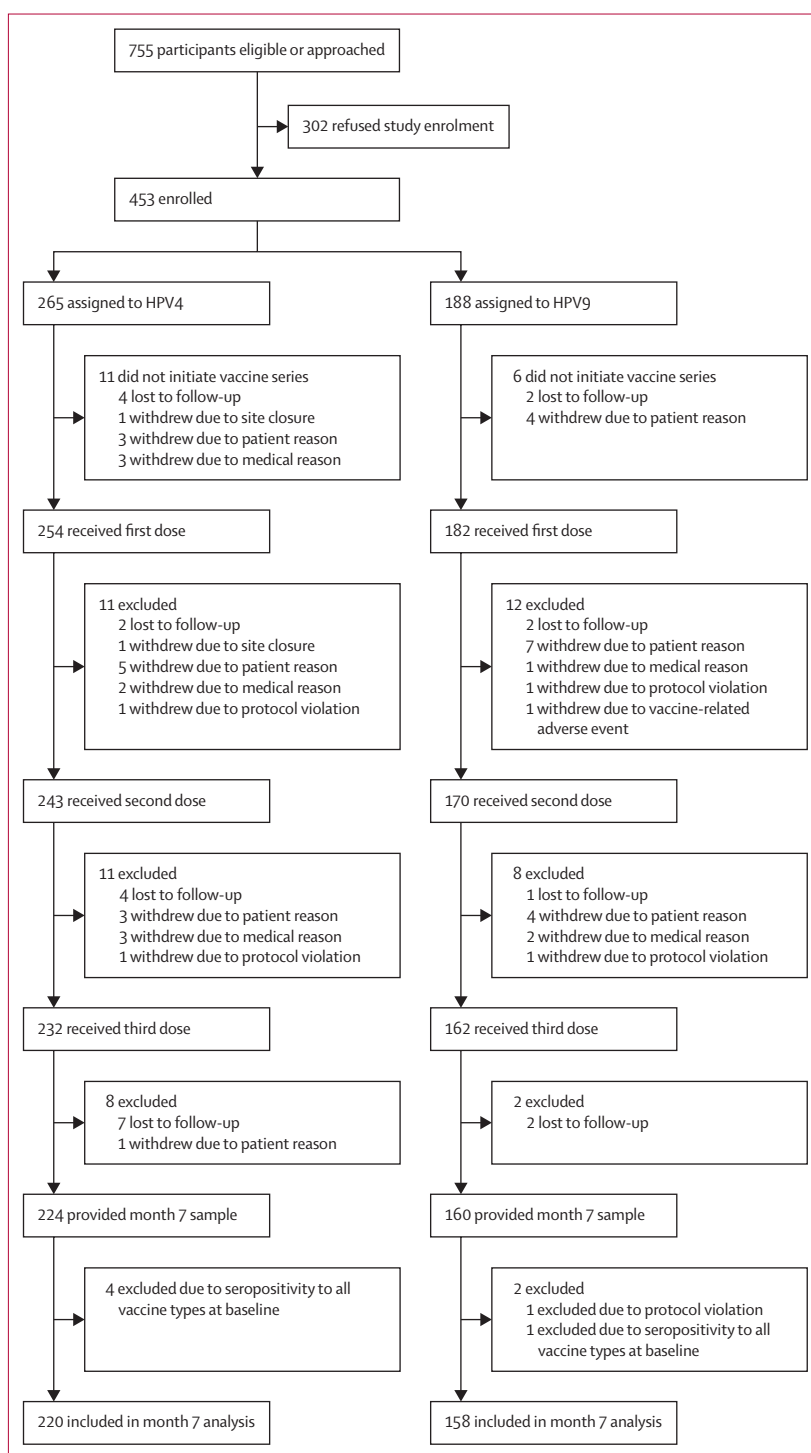 755 participants eligible or approached
302 refused study enrolment
453 enrolled
265 assigned to HPV4
188 assigned to HPV9
11 did not initiate vaccine series
4 lost to follow-up
1 withdrew due to site closure
3 withdrew due to patient reason
3 withdrew due to medical reason
6 did not initiate vaccine series
2 lost to follow-up
4 withdrew due to patient reason
254 received first dose
182 received first dose
11 excluded
2 lost to follow-up
1 withdrew due to site closure
5 withdrew due to patient reason
2 withdrew due to medical reason
1 withdrew due to protocol violation
12 excluded
2 lost to follow-up
7 withdrew due to patient reason
1 withdrew due to medical reason
1 withdrew due to protocol violation
1 withdrew due to vaccine-related
adverse event
243 received second dose
170 received second dose
11 excluded
4 lost to follow-up
3 withdrew due to patient reason
3 withdrew due to medical reason
1 withdrew due to protocol violation
8 excluded
1 lost to follow-up
4 withdrew due to patient reason
2 withdrew due to medical reason
1 withdrew due to protocol violation
232 received third dose
162 received third dose
8 excluded
7 lost to follow-up
1 withdrew due to patient reason
2 excluded
2 lost to follow-up
224 provided month 7 sample
160 provided month 7 sample
4 excluded due to seropositivity to all
vaccine types at baseline
2 excluded
1 excluded due to protocol violation
1 excluded due to seropositivity to all
vaccine types at baseline
220 included in month 7 analysis
158 included in month 7 analysis